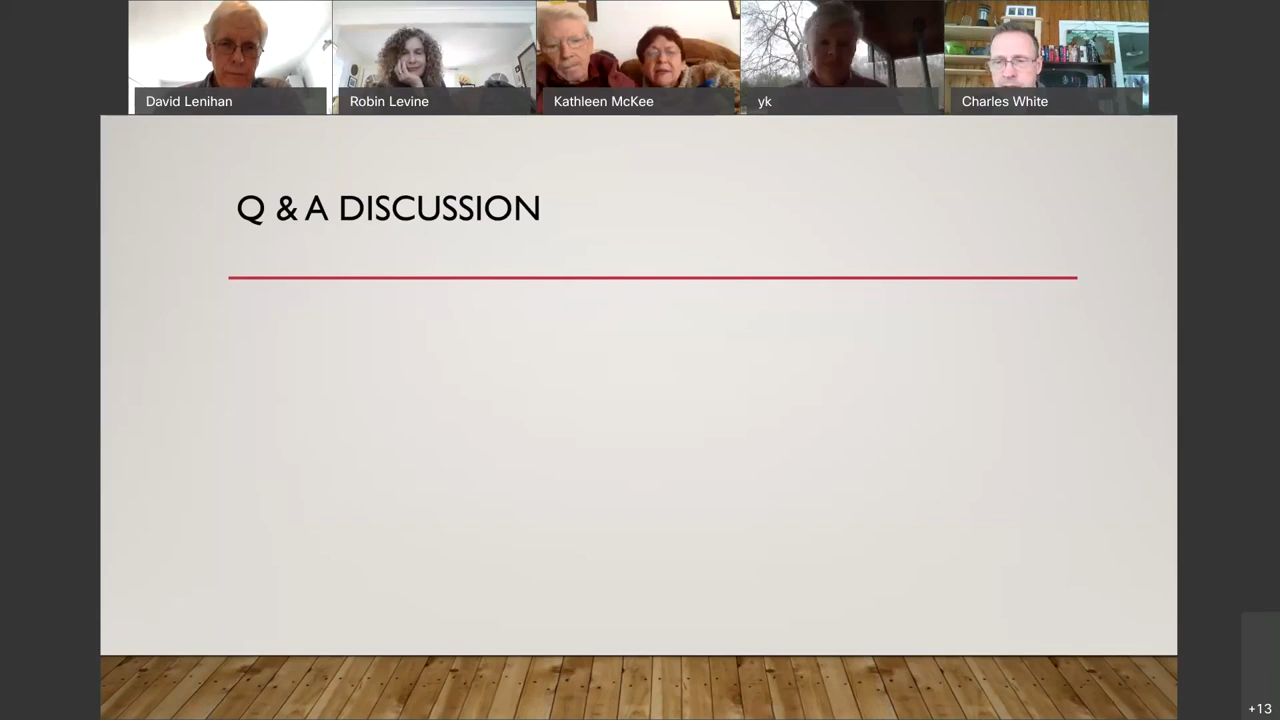 David Lenihan
Robin Levine
Kathleen McKee
yk
Charles White
Q & A DISCUSSION
+13